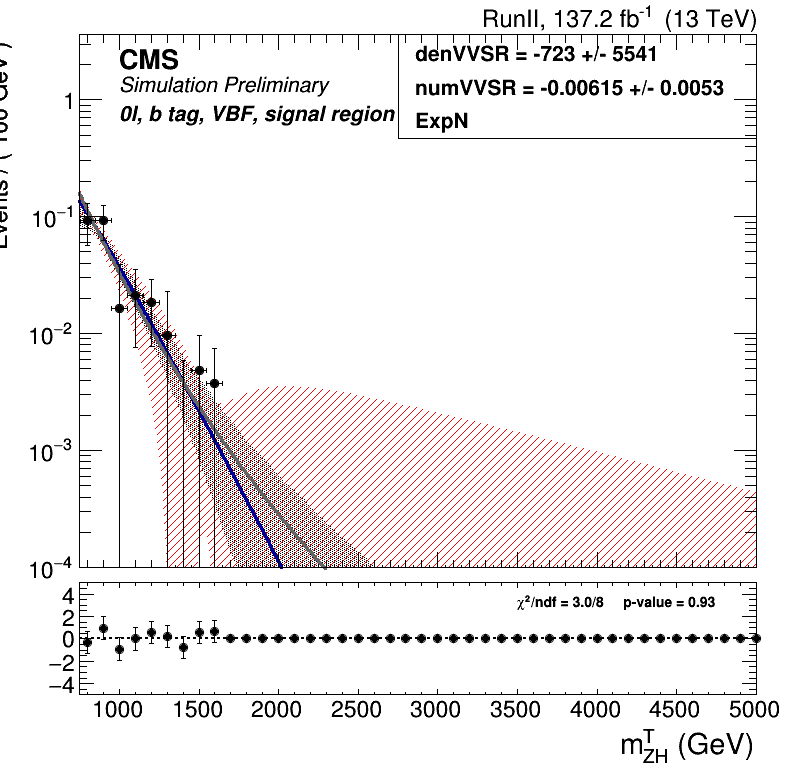 RunII, 137.2 fb⁻¹ (13 TeV)
CMS
Simulation Preliminary
0l, b tag, VBF, signal region
denVVSR = -723 +/- 5541
numVVSR = -0.00615 +/- 0.0053
ExpN
Events / ( 100 GeV )
1
10⁻¹
10⁻²
10⁻³
10⁻⁴
χ²/ndf = 3.0/8 p-value = 0.93
4
2
0
−2
−4
1000 1500 2000 2500 3000 3500 4000 4500 5000
m^T_ZH (GeV)